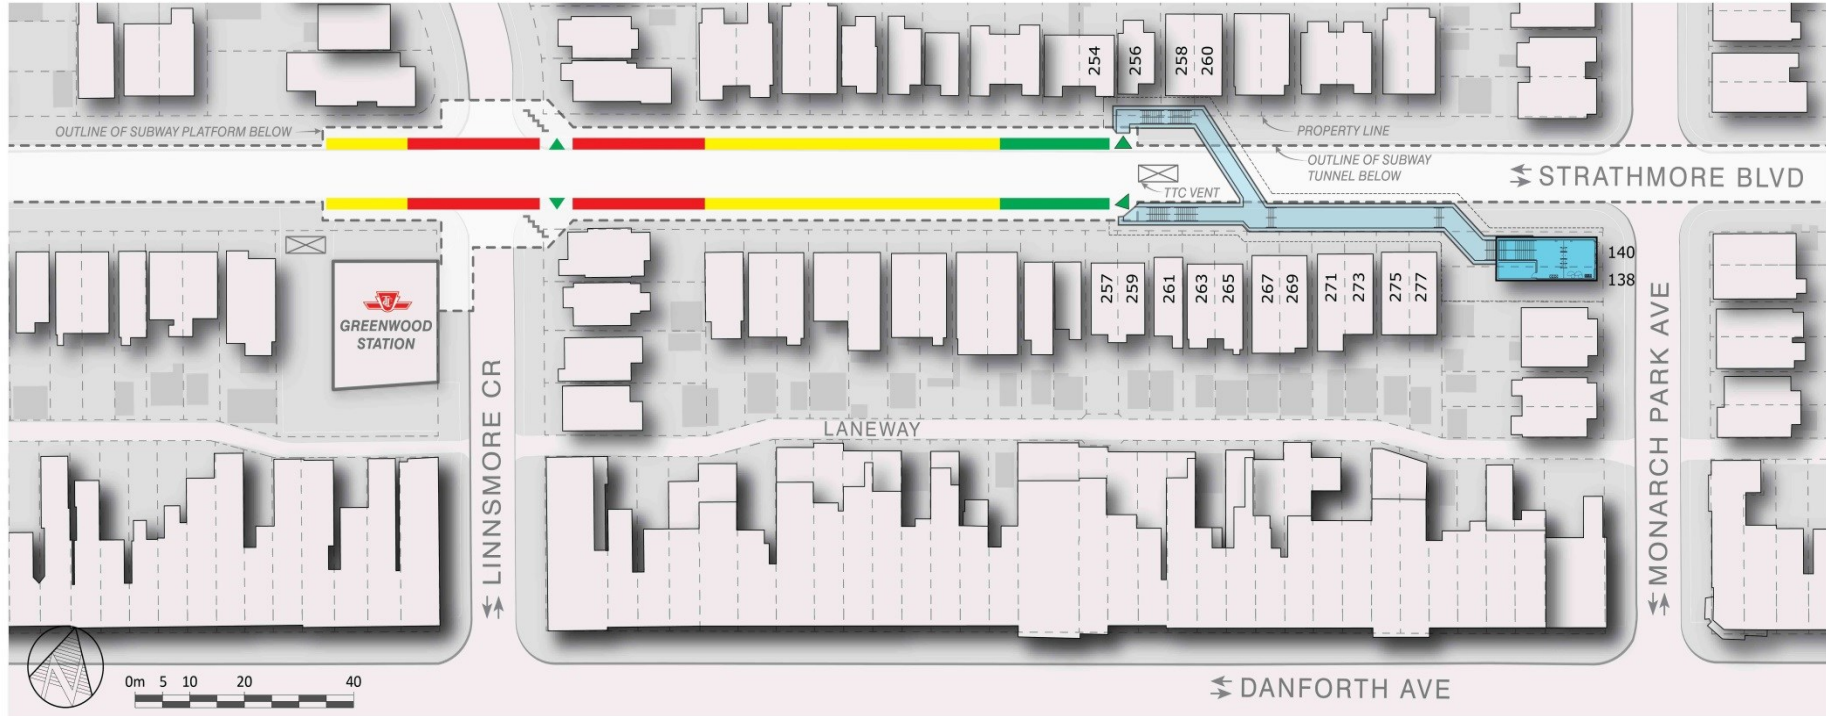 254
256
258
260
OUTLINE OF SUBWAY PLATFORM BELOW
PROPERTY LINE
OUTLINE OF SUBWAY
TUNNEL BELOW
STRATHMORE BLVD
TTC VENT
140
138
GREENWOOD
STATION
257
259
261
263
265
267
269
271
273
275
277
LINNSMORE CR
MONARCH PARK AVE
LANEWAY
0m 5 10 20 40
DANFORTH AVE